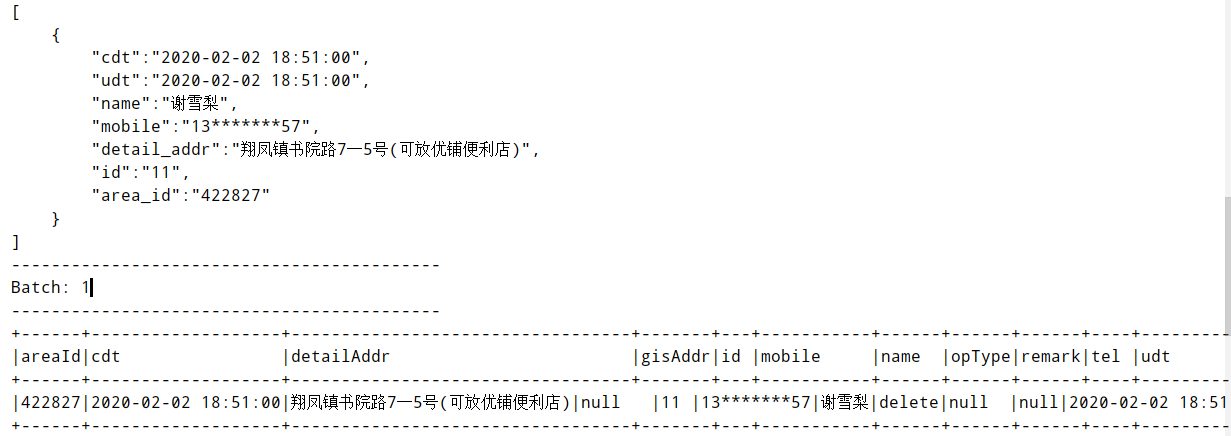 [
    {
        "cdt":"2020-02-02 18:51:00",
        "udt":"2020-02-02 18:51:00",
        "name":"谢雪梨",
        "mobile":"13*******57",
        "detail_addr":"翔凤镇书院路7一5号(可放优铺便利店)",
        "id":"11",
        "area_id":"422827"
    }
]
-------------------------------------------
Batch: 1
-------------------------------------------
+------+-------------------+----------------------------------+-------+---+-----------+------+------+------+----+---------
|areaId|cdt                |detailAddr                        |gisAddr|id |mobile     |name  |opType|remark|tel |udt
+------+-------------------+----------------------------------+-------+---+-----------+------+------+------+----+---------
|422827|2020-02-02 18:51:00|翔凤镇书院路7一5号(可放优铺便利店)|null   |11 |13*******57|谢雪梨|delete|null  |null|2020-02-02 18:51
+------+-------------------+----------------------------------+-------+---+-----------+------+------+------+----+---------